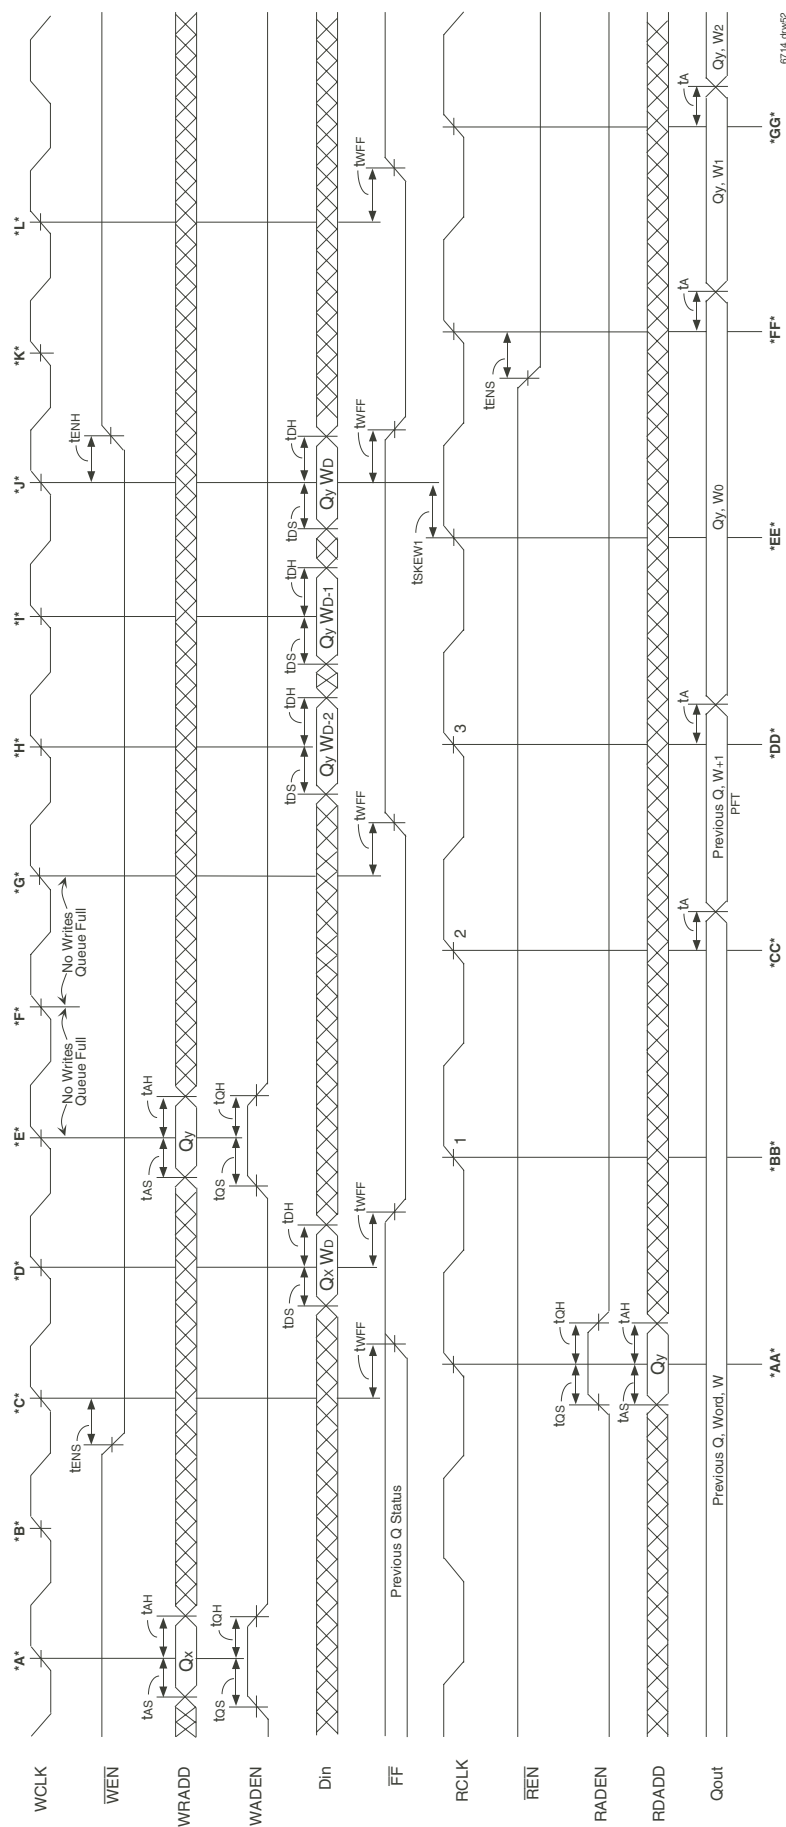 WCLK
*A*
*B*
*C*
*D*
*E*
No Writes
Queue Full
*F*
No Writes
Queue Full
*G*
*H*
*I*
*J*
*K*
*L*
WEN
tENS
tENH
WRADD
tAS
Qx
tAH
tAS
Qy
tAH
WADEN
tQS
tQH
tQS
tQH
Din
tDS
Qx WD
tDH
tDS
Qy WD-2
tDH
tDS
Qy WD-1
tDH
tDS
Qy WD
tDH
FF
Previous Q Status
tWFF
tWFF
tWFF
tWFF
tWFF
tSKEW1
RCLK
1
2
3
REN
tENS
RADEN
tQS
tQH
RDADD
tAS
Qy
tAH
Qout
Previous Q, Word, W
tA
Previous Q, W+1
PFT
tA
Qy, W0
tA
Qy, W1
tA
Qy, W2
*AA*
*BB*
*CC*
*DD*
*EE*
*FF*
*GG*
6714 drw52